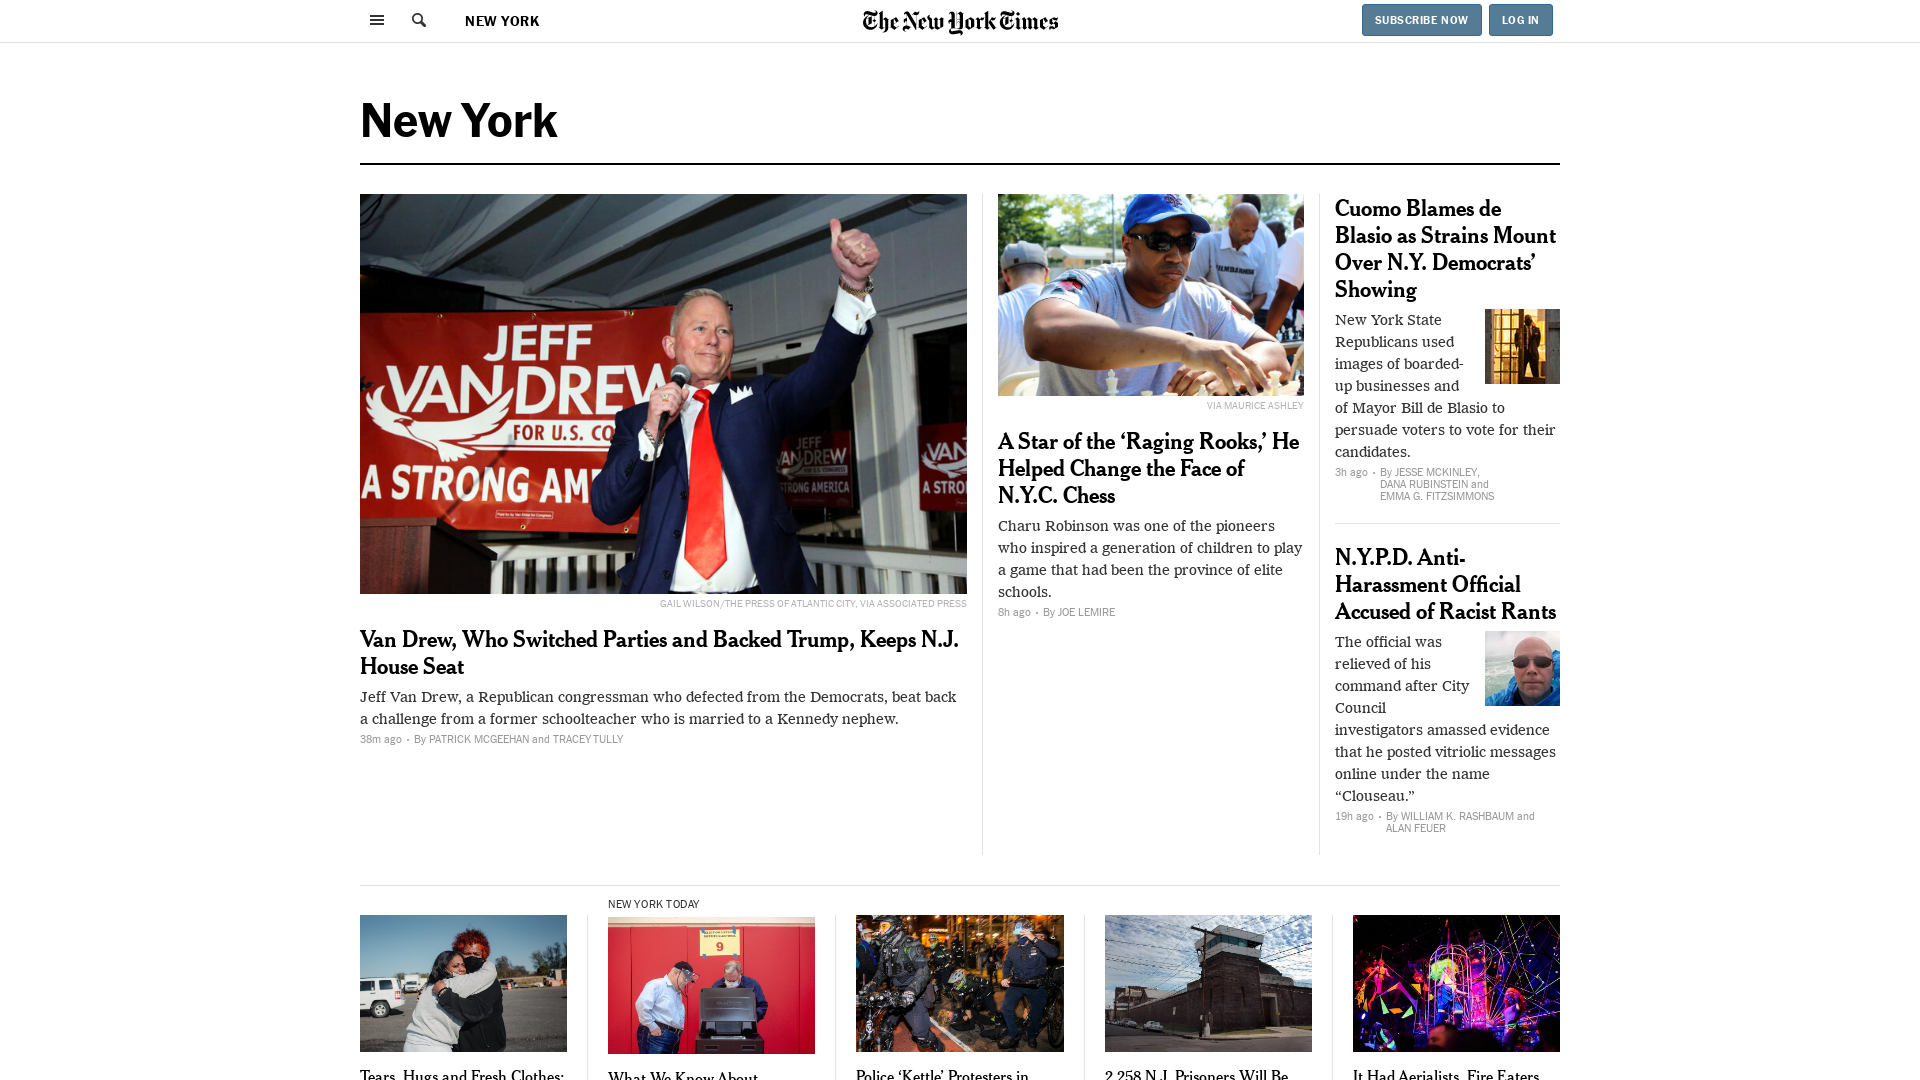 NEW YORK
The New York Times
SUBSCRIBE NOW
LOG IN
New York
JEFF
VAN DREW
FOR U.S. CO
A STRONG AM
JEFF
VAN DREW
STRONG AMERICA
VAN
A STRO
GAIL WILSON/THE PRESS OF ATLANTIC CITY, VIA ASSOCIATED PRESS
Van Drew, Who Switched Parties and Backed Trump, Keeps N.J.
House Seat
Jeff Van Drew, a Republican congressman who defected from the Democrats, beat back
a challenge from a former schoolteacher who is married to a Kennedy nephew.
38m ago • By PATRICK MCGEEHAN and TRACEY TULLY
VIA MAURICE ASHLEY
A Star of the ‘Raging Rooks,’ He
Helped Change the Face of
N.Y.C. Chess
Charu Robinson was one of the pioneers
who inspired a generation of children to play
a game that had been the province of elite
schools.
8h ago • By JOE LEMIRE
Cuomo Blames de
Blasio as Strains Mount
Over N.Y. Democrats’
Showing
New York State
Republicans used
images of boarded-
up businesses and
of Mayor Bill de Blasio to
persuade voters to vote for their
candidates.
3h ago • By JESSE MCKINLEY,
DANA RUBINSTEIN and
EMMA G. FITZSIMMONS
N.Y.P.D. Anti-
Harassment Official
Accused of Racist Rants
The official was
relieved of his
command after City
Council
investigators amassed evidence
that he posted vitriolic messages
online under the name
“Clouseau.”
19h ago • By WILLIAM K. RASHBAUM and
ALAN FEUER
NEW YORK TODAY
9
Tears, Hugs and Fresh Clothes:
What We Know About
Police ‘Kettle’ Protesters in
2,258 N.J. Prisoners Will Be
It Had Aerialists, Fire Eaters